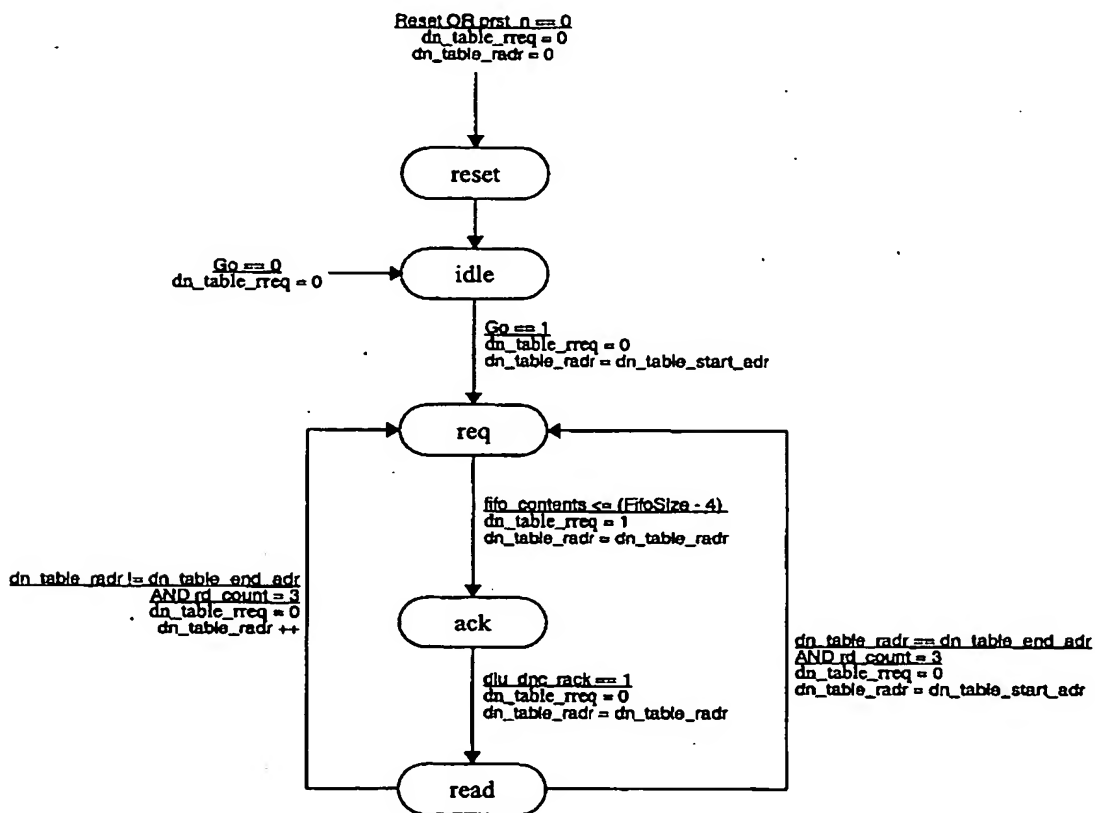 Reset OR prst_n == 0
dn_table_rreq = 0
dn_table_radr = 0
reset
Go == 0
dn_table_rreq = 0
idle
Go == 1
dn_table_rreq = 0
dn_table_radr = dn_table_start_adr
req
fifo_contents <= (FifoSize - 4)
dn_table_rreq = 1
dn_table_radr = dn_table_radr
dn_table_radr != dn_table_end_adr
AND rd_count = 3
dn_table_rreq = 0
dn_table_radr ++
ack
dn_table_radr == dn_table_end_adr
AND rd_count = 3
dn_table_rreq = 0
dn_table_radr = dn_table_start_adr
diu_dnc_rack == 1
dn_table_rreq = 0
dn_table_radr = dn_table_radr
read